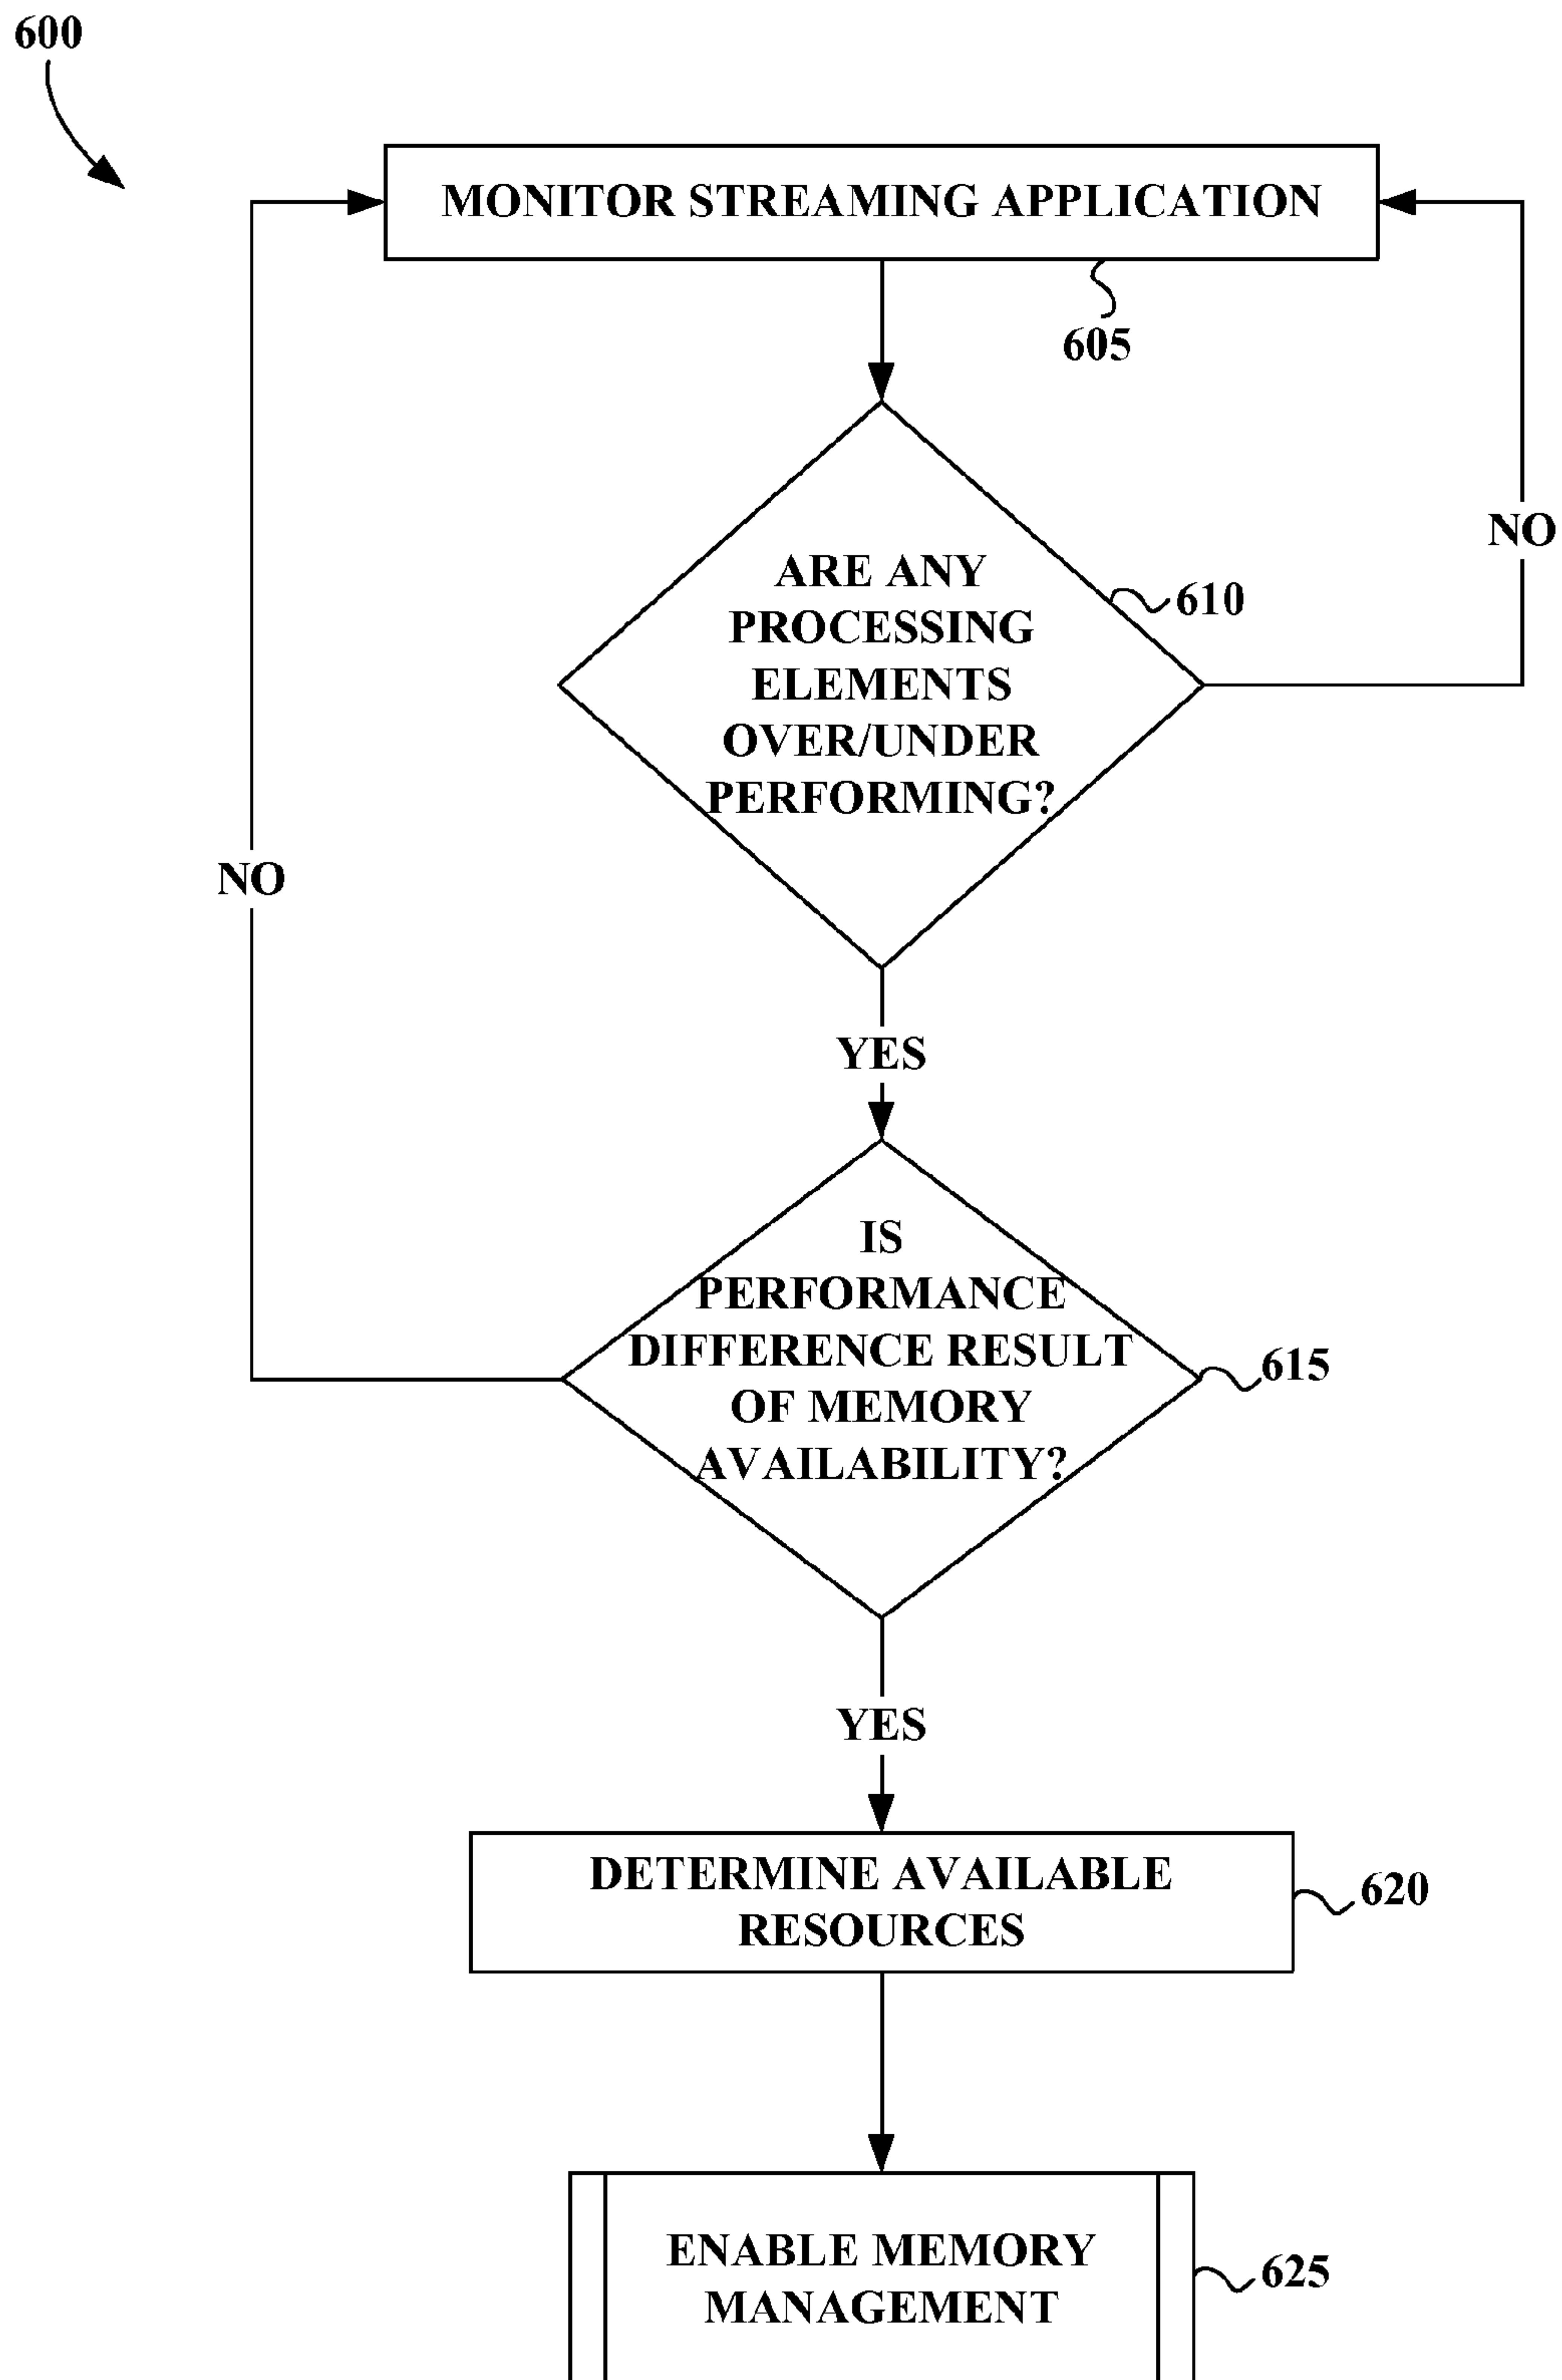 600
MONITOR STREAMING APPLICATION
605
ARE ANY
PROCESSING
ELEMENTS
OVER/UNDER
PERFORMING?
610
NO
NO
YES
IS
PERFORMANCE
DIFFERENCE RESULT
OF MEMORY
AVAILABILITY?
615
YES
DETERMINE AVAILABLE
RESOURCES
620
ENABLE MEMORY
MANAGEMENT
625